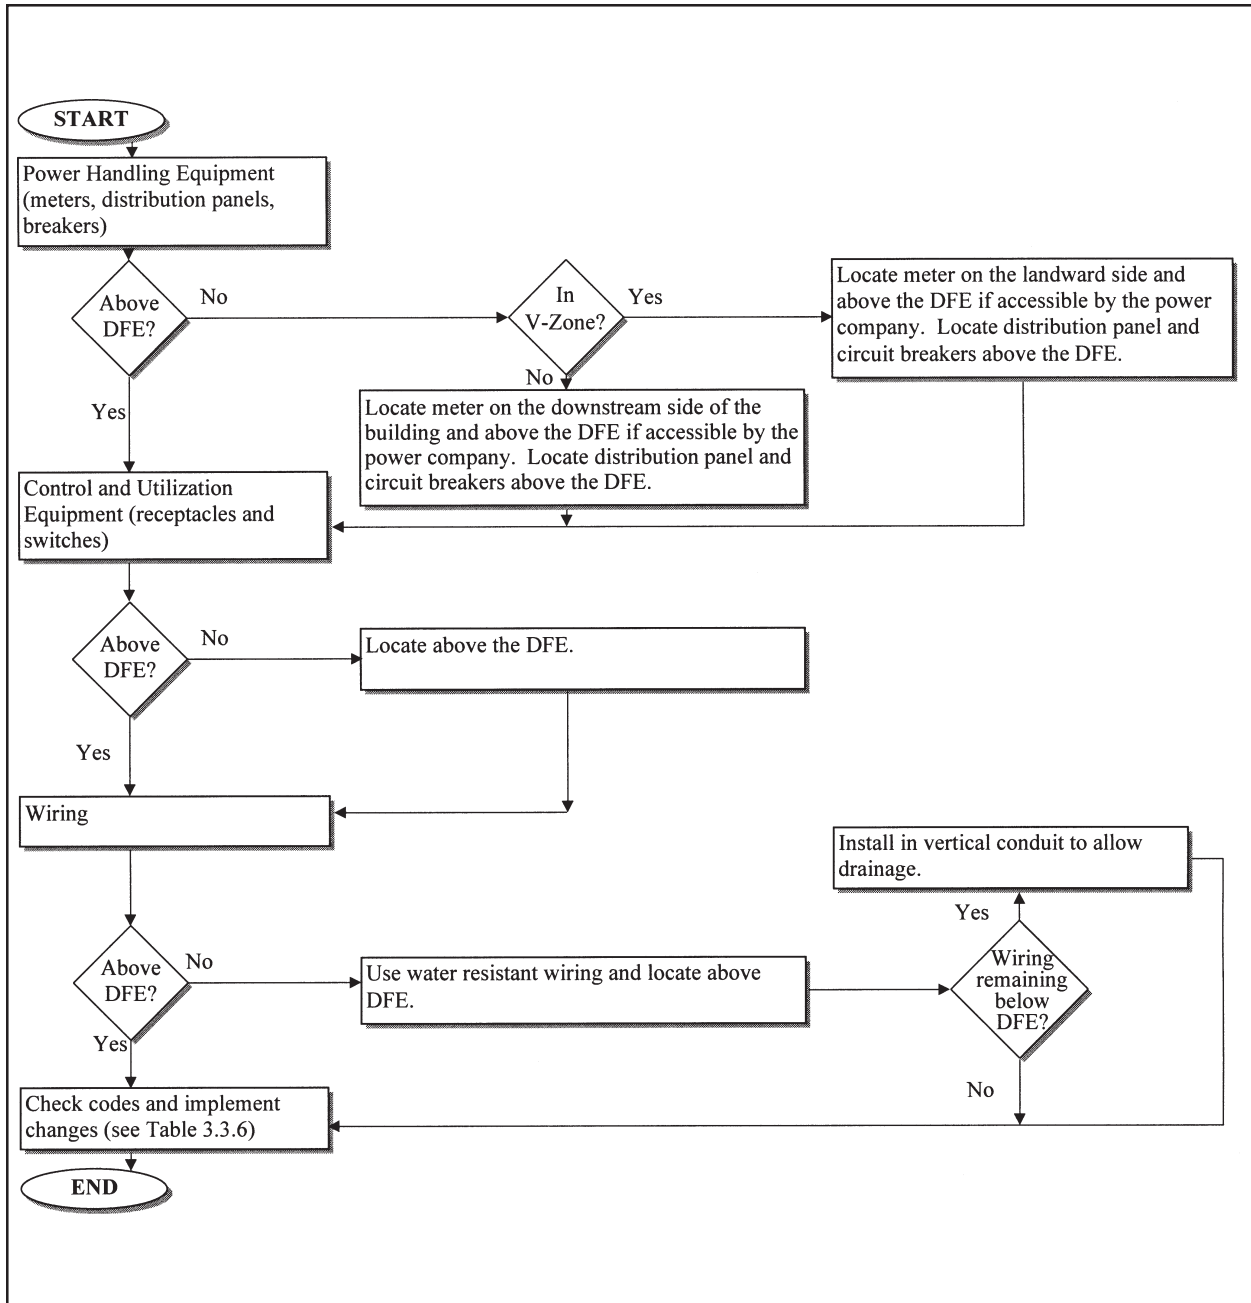 START
Power Handling Equipment
(meters, distribution panels,
breakers)
Above
DFE?
No
In
V-Zone?
Yes
Locate meter on the landward side and
above the DFE if accessible by the power
company.  Locate distribution panel and
circuit breakers above the DFE.
No
Locate meter on the downstream side of the
building and above the DFE if accessible by the
power company.  Locate distribution panel and
circuit breakers above the DFE.
Yes
Control and Utilization
Equipment (receptacles and
switches)
Above
DFE?
No
Locate above the DFE.
Yes
Wiring
Above
DFE?
No
Use water resistant wiring and locate above
DFE.
Wiring
remaining
below
DFE?
Yes
Install in vertical conduit to allow
drainage.
No
Yes
Check codes and implement
changes (see Table 3.3.6)
END